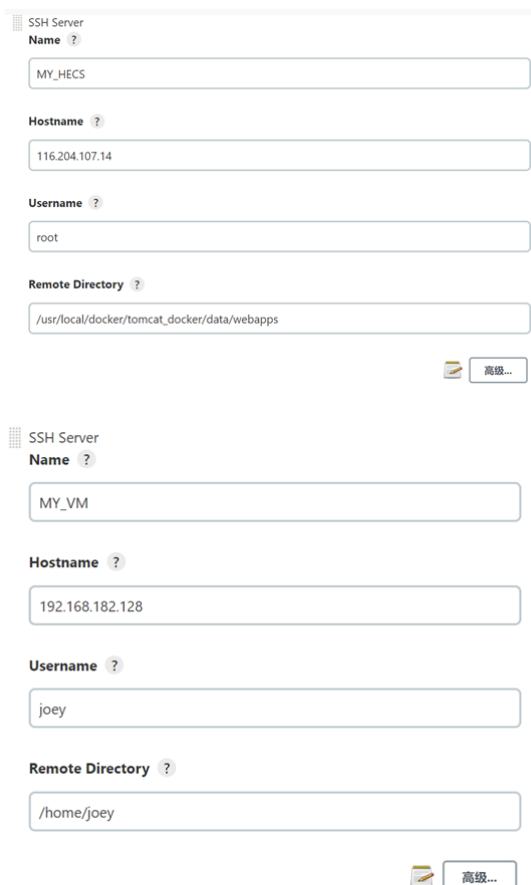 SSH Server
Name ?
MY_HECS
Hostname ?
116.204.107.14
Username ?
root
Remote Directory ?
/usr/local/docker/tomcat_docker/data/webapps
高级...
SSH Server
Name ?
MY_VM
Hostname ?
192.168.182.128
Username ?
joey
Remote Directory ?
/home/joey
高级...